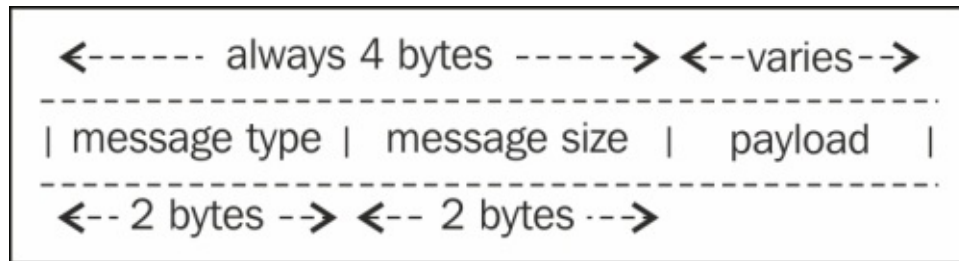 <------ always 4 bytes ------> <--varies-->
| message type | message size | payload |
<-- 2 bytes --> <-- 2 bytes --->